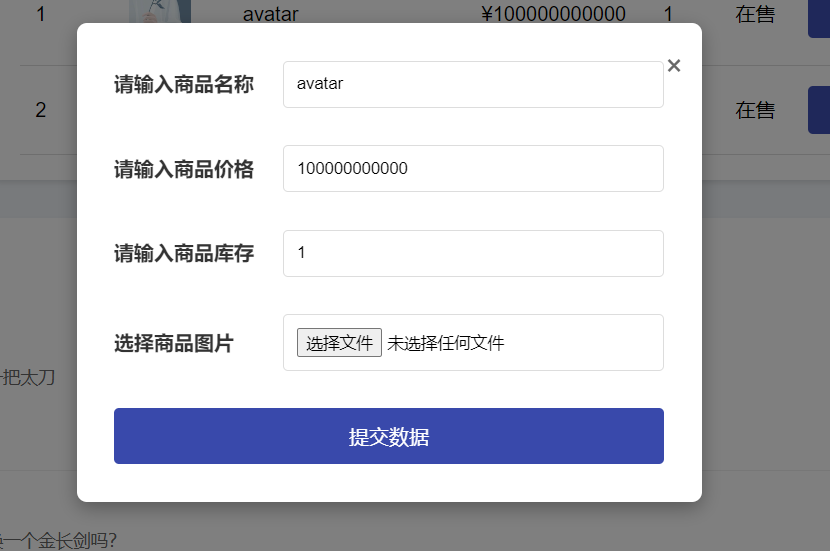 1 avatar ¥100000000000 1 在售
×
请输入商品名称 avatar
2 在售
请输入商品价格 100000000000
请输入商品库存 1
选择商品图片 选择文件 未选择任何文件
一把太刀
提交数据
一个金长剑吗?